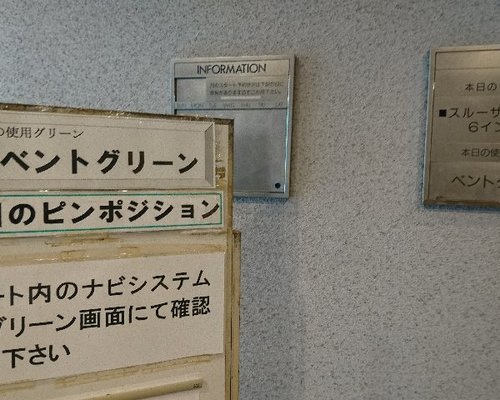 の使用グリーン
ベントグリーン
のピンポジション
ート内のナビシステム
グリーン画面にて確認
下さい
INFORMATION
本日の
■スルーサ
6イン
本日の使
ベント